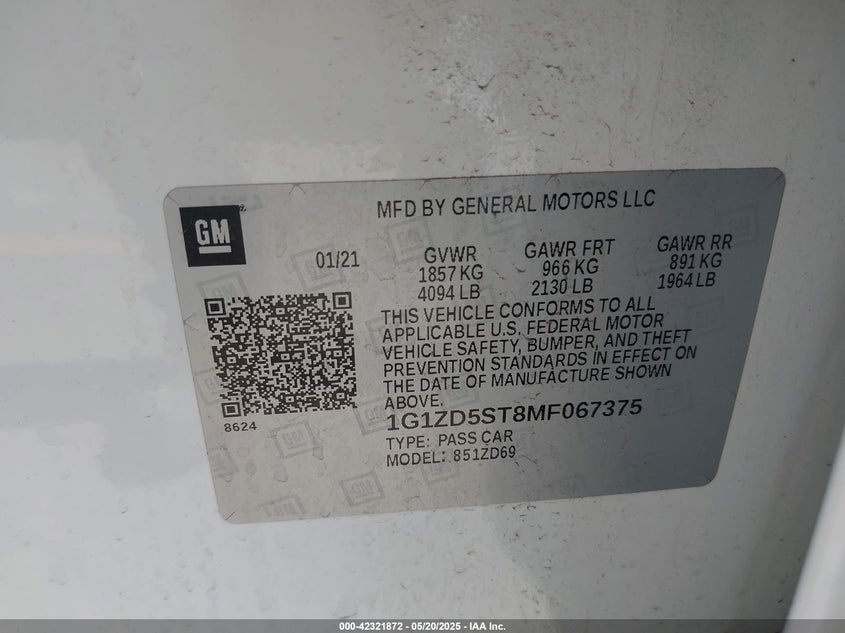 MFD BY GENERAL MOTORS LLC
GM
01/21
GVWR
1857 KG
4094 LB
GAWR FRT
966 KG
2130 LB
GAWR RR
891 KG
1964 LB
THIS VEHICLE CONFORMS TO ALL
APPLICABLE U.S. FEDERAL MOTOR
VEHICLE SAFETY, BUMPER, AND THEFT
PREVENTION STANDARDS IN EFFECT ON
THE DATE OF MANUFACTURE SHOWN
ABOVE.
8624
1G1ZD5ST8MF067375
TYPE: PASS CAR
MODEL: 851ZD69
000-42321872 - 05/20/2025 - IAA Inc.